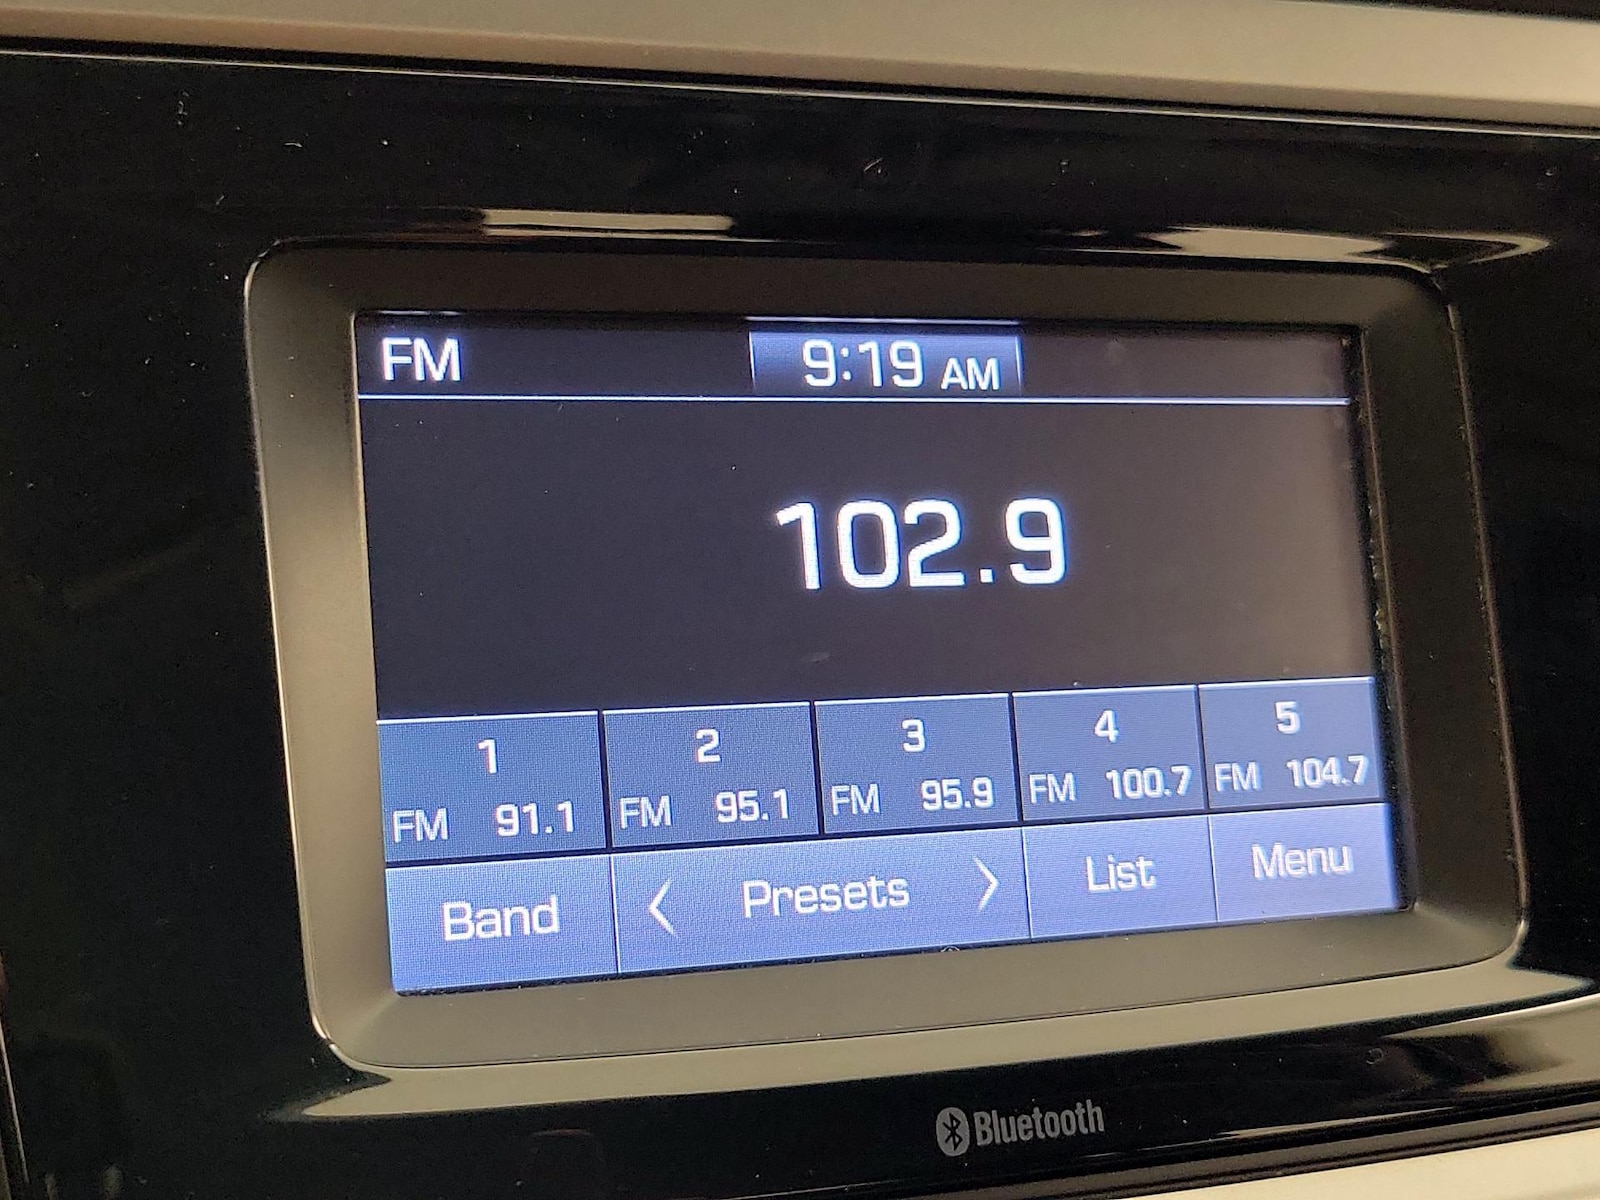 FM 9:19 AM
102.9
1 2 3 4 5
FM 91.1 FM 95.1 FM 95.9 FM 100.7 FM 104.7
Band < Presets > List Menu
Bluetooth